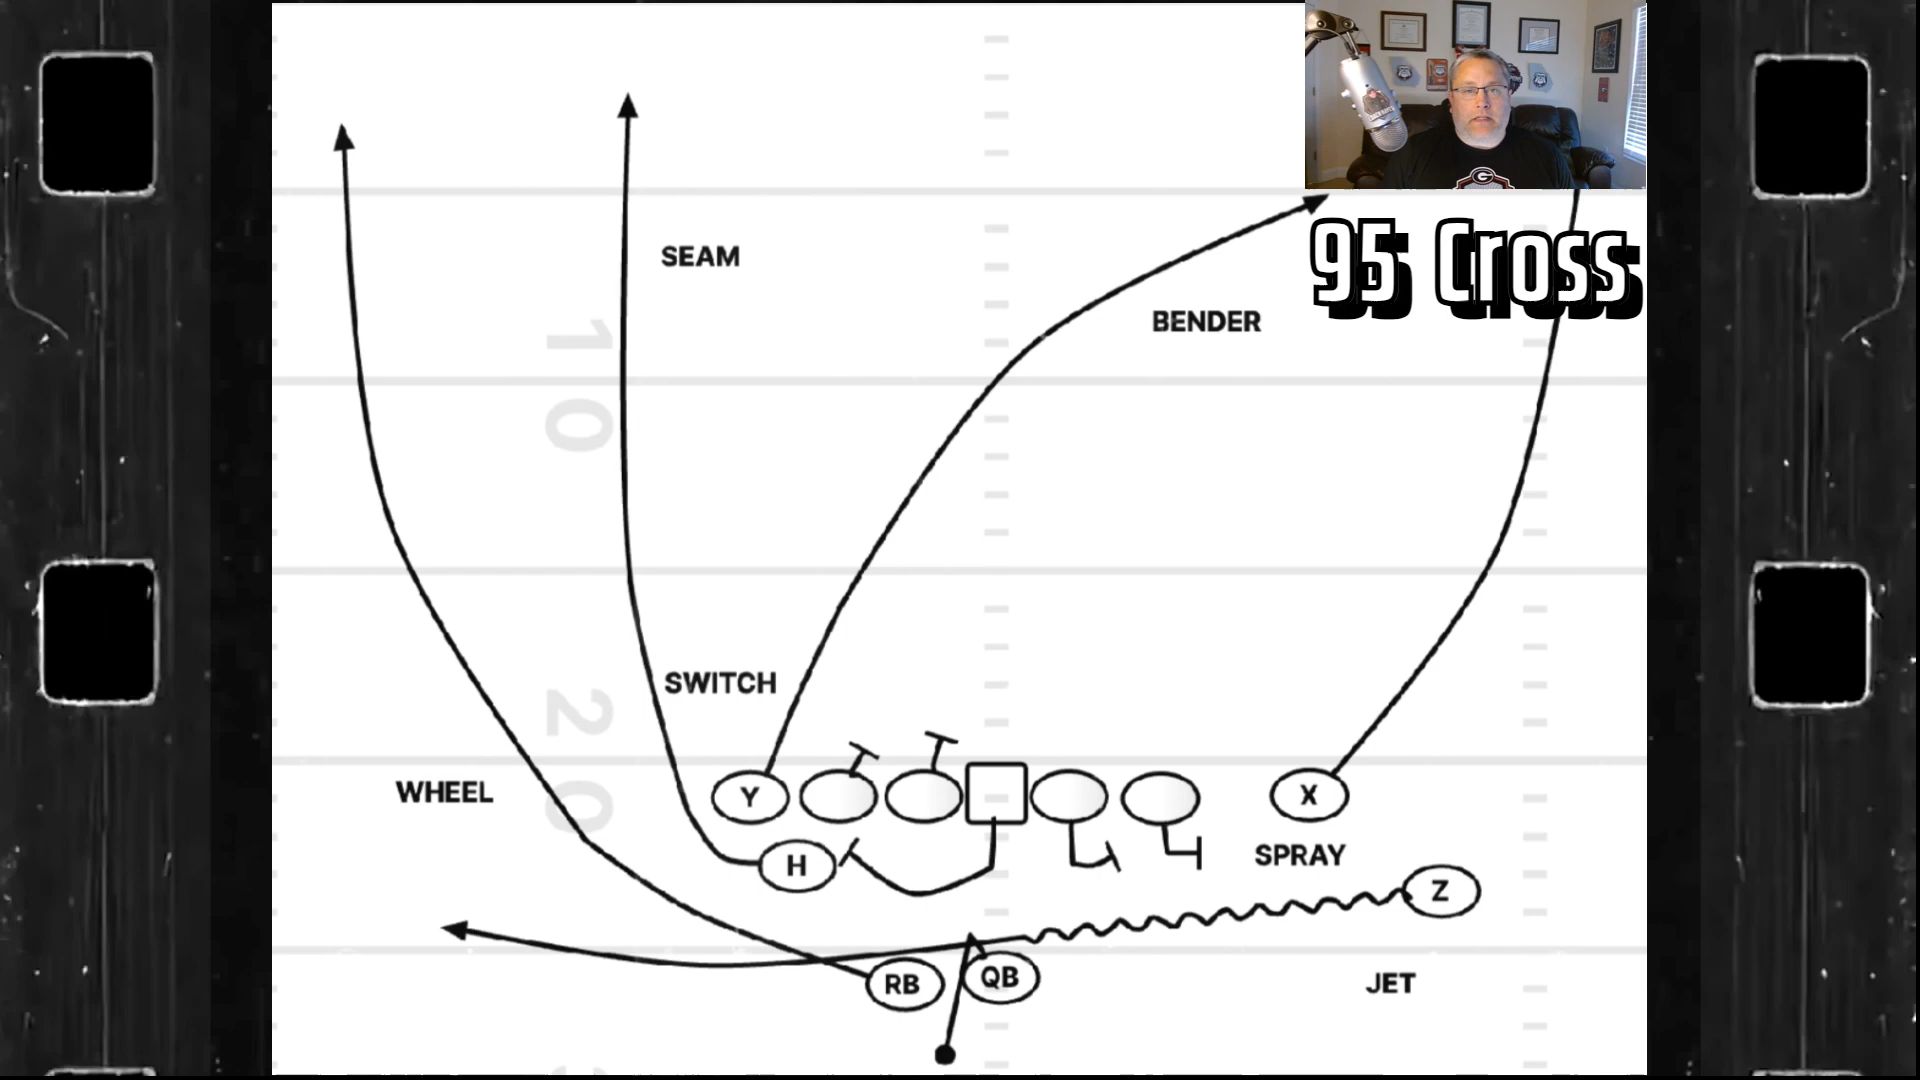 95 Cross
SEAM
BENDER
10
SWITCH
20
WHEEL
Y
X
H
SPRAY
Z
RB
QB
JET
G